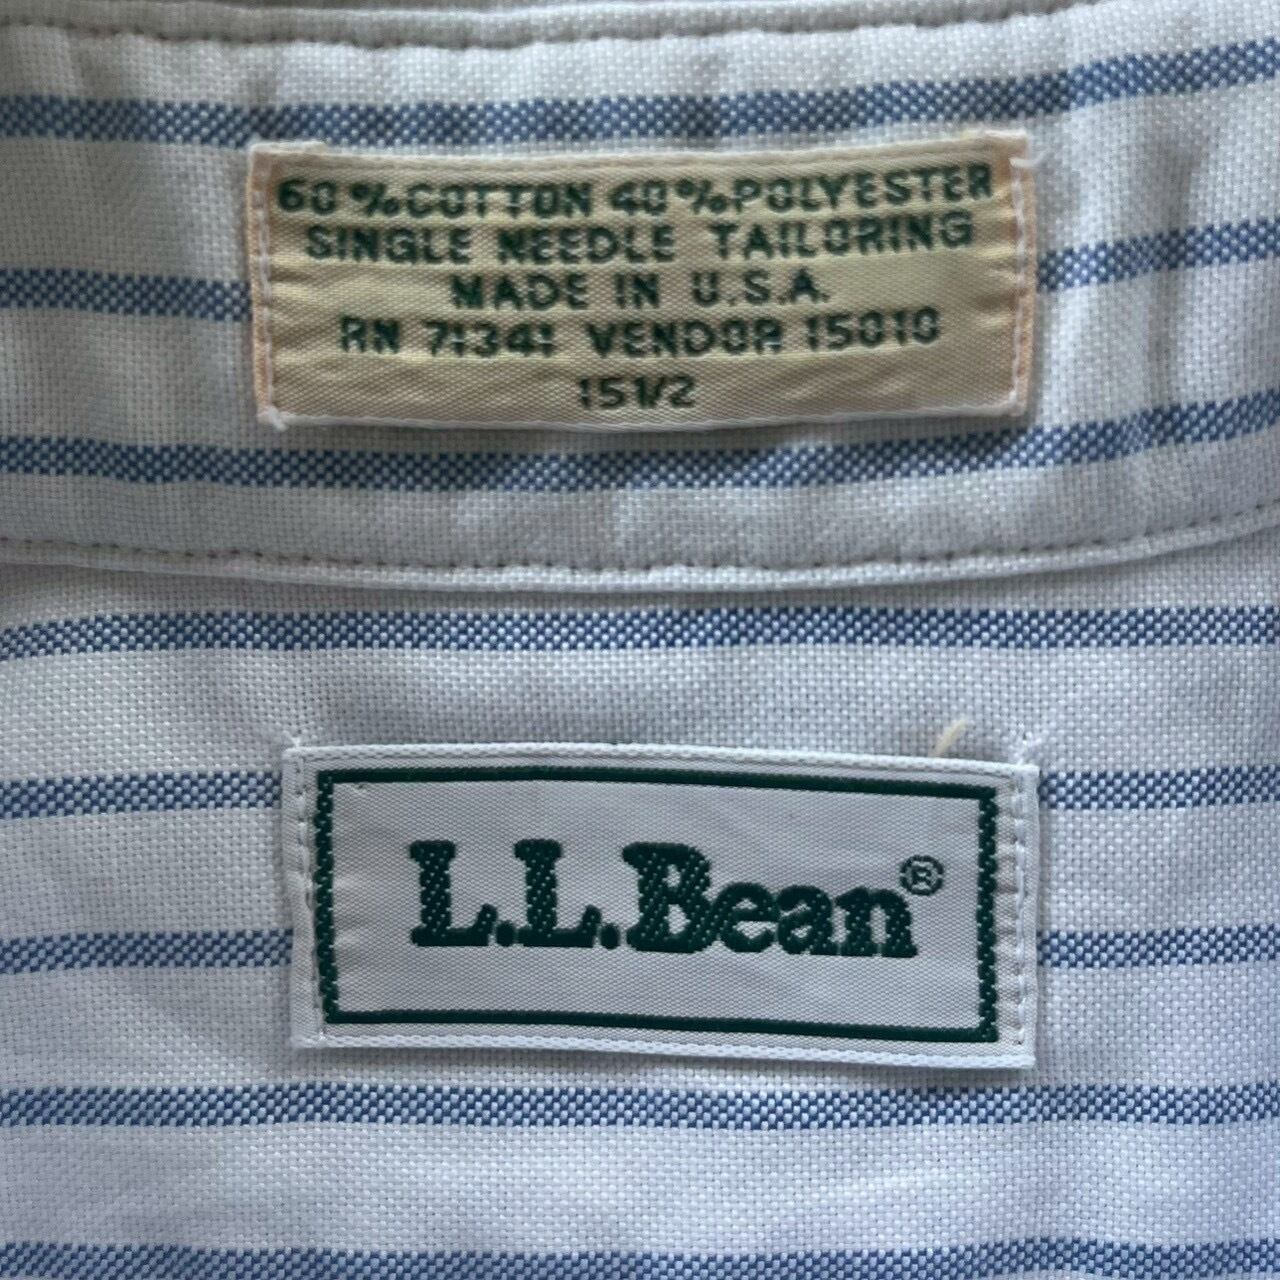 60%COTTON 40%POLYESTER
SINGLE NEEDLE TAILORING
MADE IN U.S.A.
RN 71341 VENDOR 15010
15 1/2
L.L.Bean®